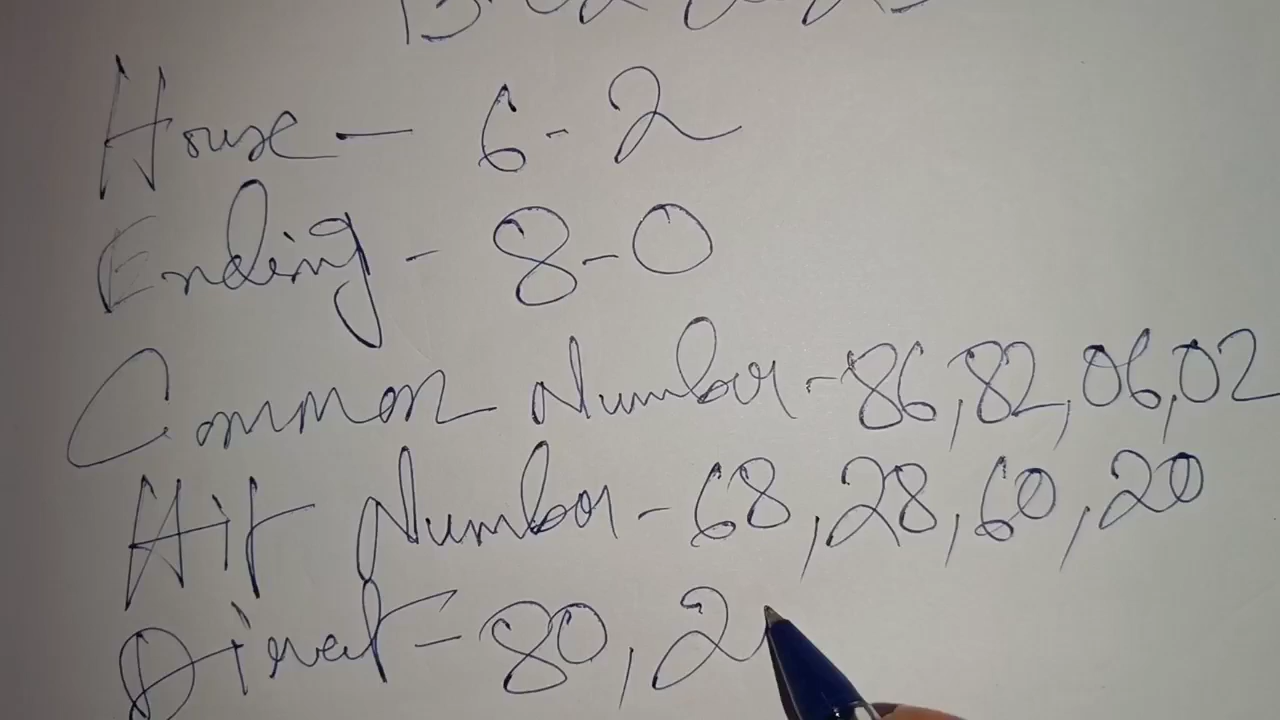 House - 6-2
Ending - 8-0
Common Number - 86, 82, 06, 02
Hit Number - 68, 28, 60, 20
Direct - 80, 2